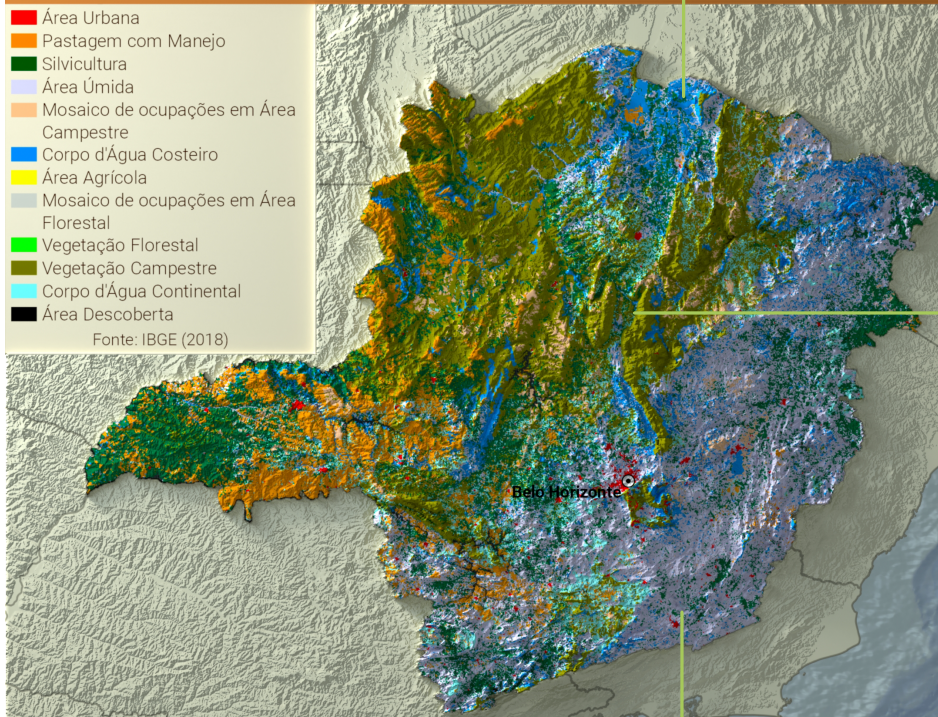 Área Urbana
Pastagem com Manejo
Silvicultura
Área Úmida
Mosaico de ocupações em Área
Campestre
Corpo d'Água Costeiro
Área Agrícola
Mosaico de ocupações em Área
Florestal
Vegetação Florestal
Vegetação Campestre
Corpo d'Água Continental
Área Descoberta
Fonte: IBGE (2018)
Belo Horizonte